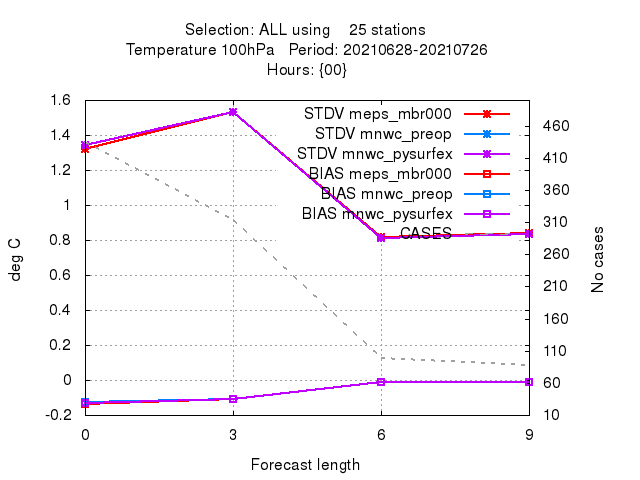 Selection: ALL using    25 stations
Temperature 100hPa   Period: 20210628-20210726
Hours: {00}
1.6
1.4
1.2
1
0.8
0.6
0.4
0.2
0
-0.2
deg C
STDV meps_mbr000
STDV mnwc_preop
STDV mnwc_pysurfex
BIAS meps_mbr000
BIAS mnwc_preop
BIAS mnwc_pysurfex
CASES
460
410
360
310
260
210
160
110
60
10
No cases
0 3 6 9
Forecast length